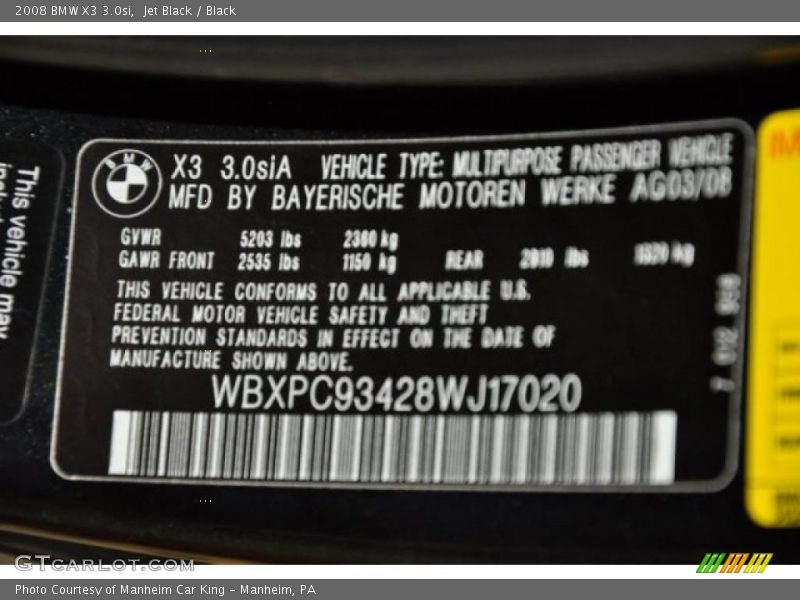 2008 BMW X3 3.0si, Jet Black / Black
This vehicle may
BMW
X3 3.0siA VEHICLE TYPE: MULTIPURPOSE PASSENGER VEHICLE
MFD BY BAYERISCHE MOTOREN WERKE AG03/08
GVWR 5203 lbs 2360 kg
GAWR FRONT 2535 lbs 1150 kg REAR lbs kg
THIS VEHICLE CONFORMS TO ALL APPLICABLE U.S.
FEDERAL MOTOR VEHICLE SAFETY AND THEFT
PREVENTION STANDARDS IN EFFECT ON THE DATE OF
MANUFACTURE SHOWN ABOVE.
WBXPC93428WJ17020
GTCARLOT.COM
Photo Courtesy of Manheim Car King - Manheim, PA